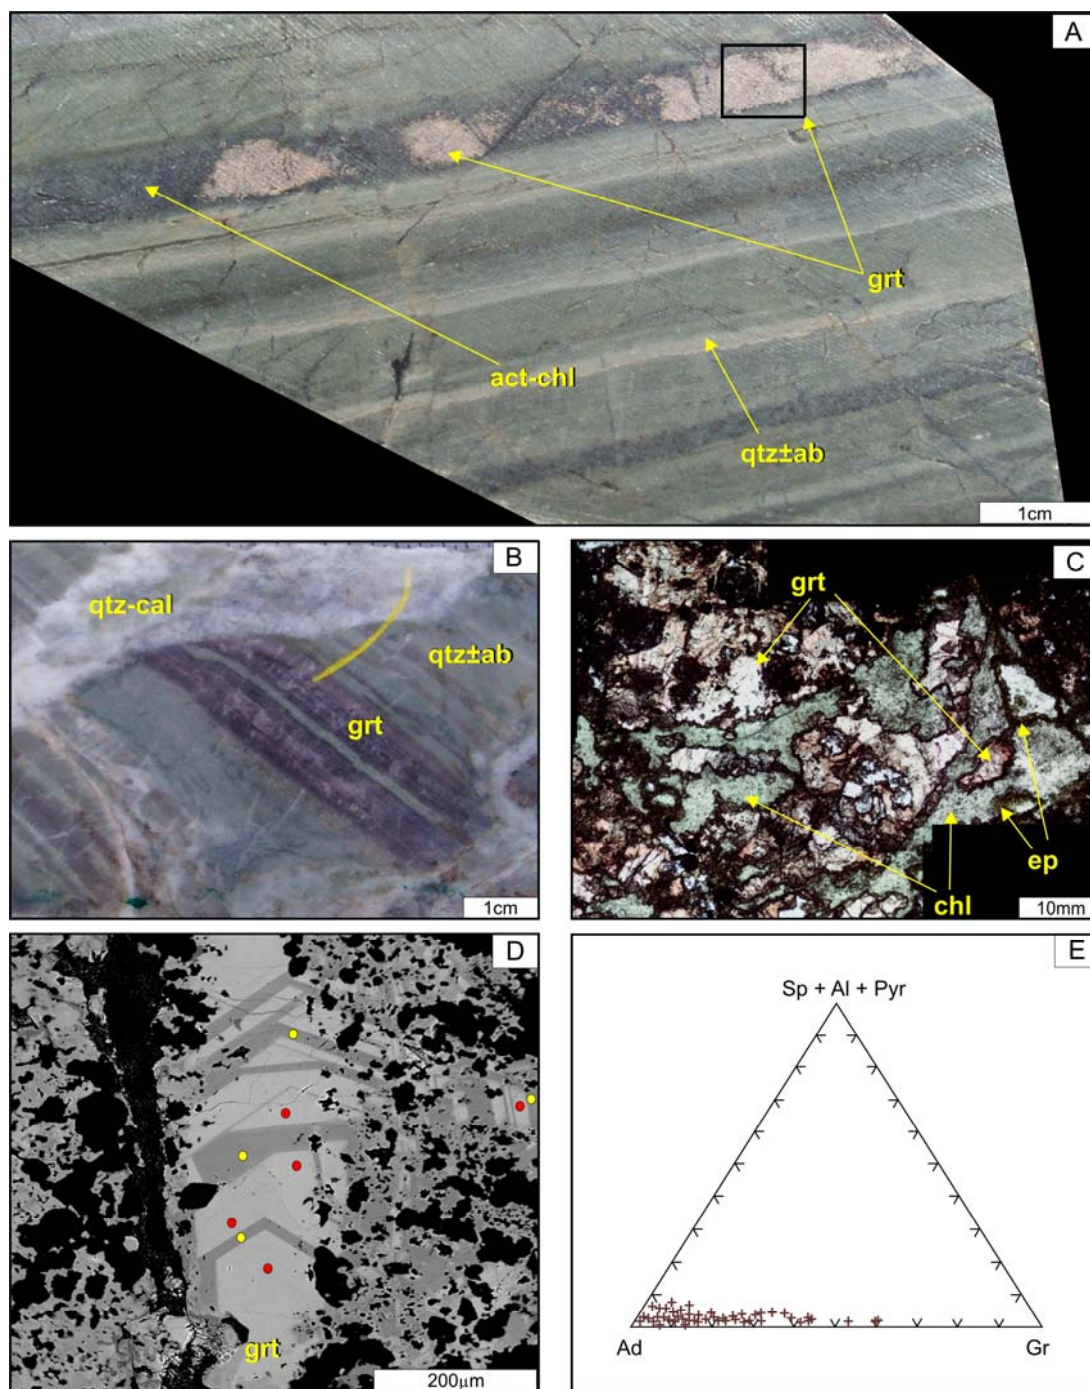 A
grt
act-chl
qtz±ab
1cm
B
qtz-cal
qtz±ab
grt
1cm
C
grt
ep
chl
10mm
D
grt
200µm
E
Sp + Al + Pyr
Ad
Gr